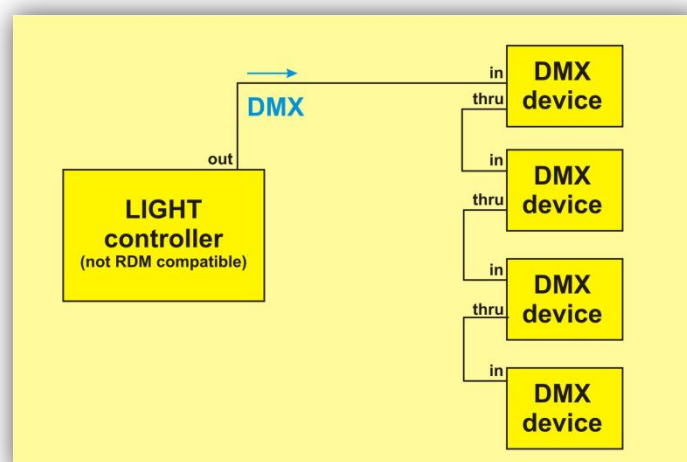 in
DMX
device
thru
DMX
out
LIGHT
controller
(not RDM compatible)
in
DMX
device
thru
in
DMX
device
thru
in
DMX
device